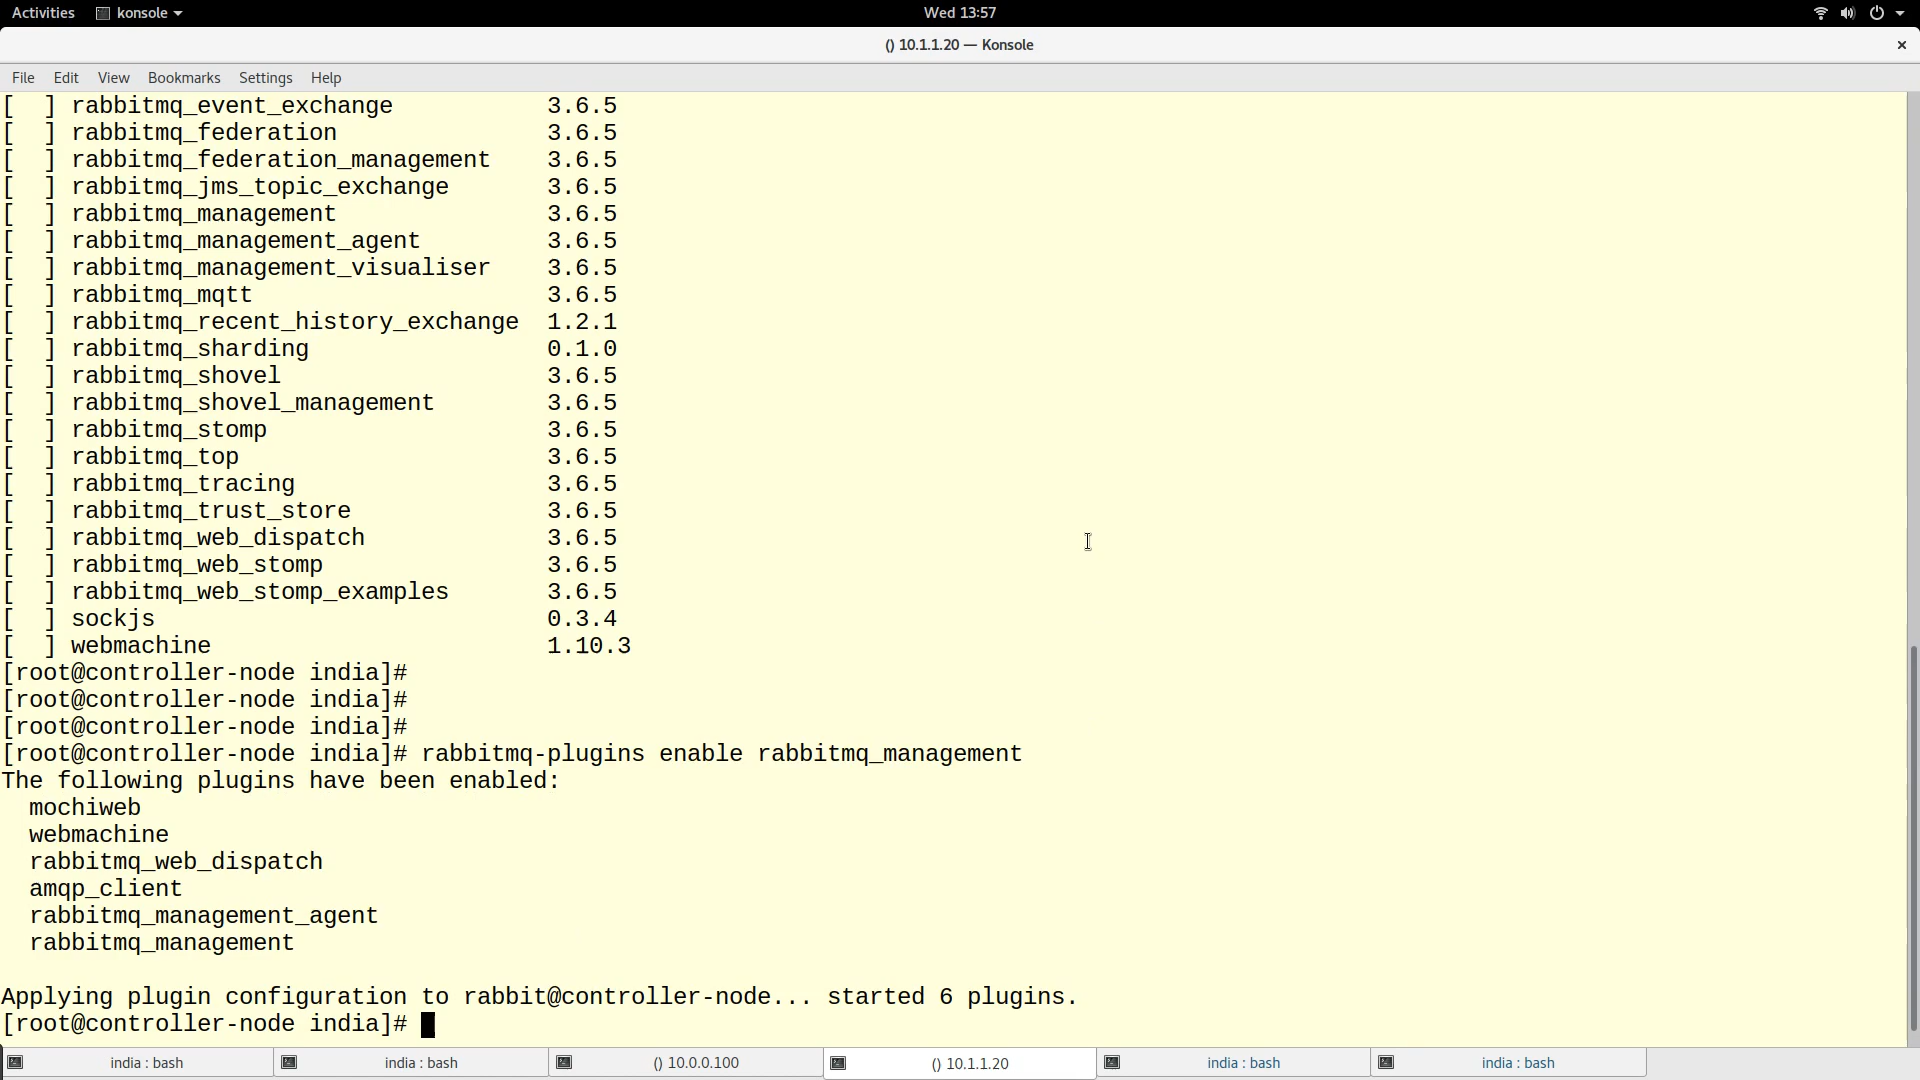 Activities konsole Wed 13:57
() 10.1.1.20 — Konsole ×
File Edit View Bookmarks Settings Help
[  ] rabbitmq_event_exchange           3.6.5
[  ] rabbitmq_federation               3.6.5
[  ] rabbitmq_federation_management    3.6.5
[  ] rabbitmq_jms_topic_exchange       3.6.5
[  ] rabbitmq_management               3.6.5
[  ] rabbitmq_management_agent         3.6.5
[  ] rabbitmq_management_visualiser    3.6.5
[  ] rabbitmq_mqtt                     3.6.5
[  ] rabbitmq_recent_history_exchange  1.2.1
[  ] rabbitmq_sharding                 0.1.0
[  ] rabbitmq_shovel                   3.6.5
[  ] rabbitmq_shovel_management        3.6.5
[  ] rabbitmq_stomp                    3.6.5
[  ] rabbitmq_top                      3.6.5
[  ] rabbitmq_tracing                  3.6.5
[  ] rabbitmq_trust_store              3.6.5
[  ] rabbitmq_web_dispatch             3.6.5
[  ] rabbitmq_web_stomp                3.6.5
[  ] rabbitmq_web_stomp_examples       3.6.5
[  ] sockjs                            0.3.4
[  ] webmachine                        1.10.3
[root@controller-node india]#
[root@controller-node india]#
[root@controller-node india]#
[root@controller-node india]# rabbitmq-plugins enable rabbitmq_management
The following plugins have been enabled:
  mochiweb
  webmachine
  rabbitmq_web_dispatch
  amqp_client
  rabbitmq_management_agent
  rabbitmq_management
Applying plugin configuration to rabbit@controller-node... started 6 plugins.
[root@controller-node india]#
india : bash india : bash () 10.0.0.100 () 10.1.1.20 india : bash india : bash